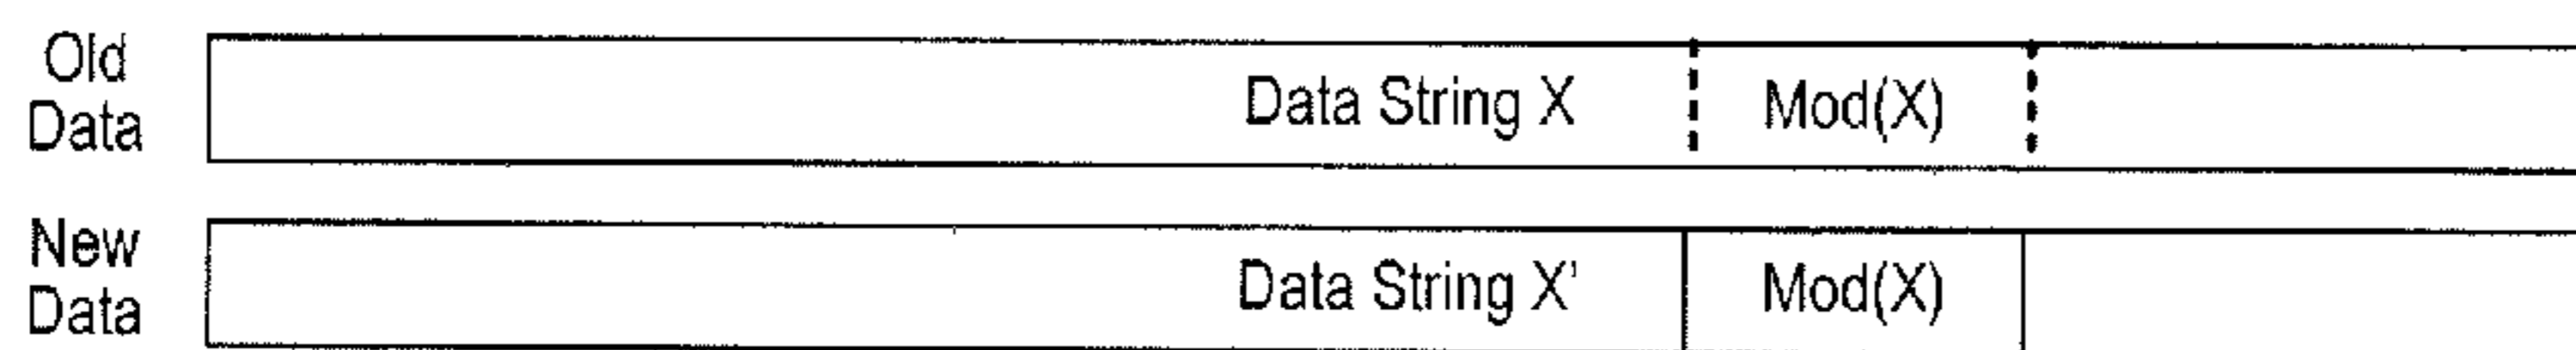 Old
Data
Data String X
Mod(X)
New
Data
Data String X'
Mod(X)